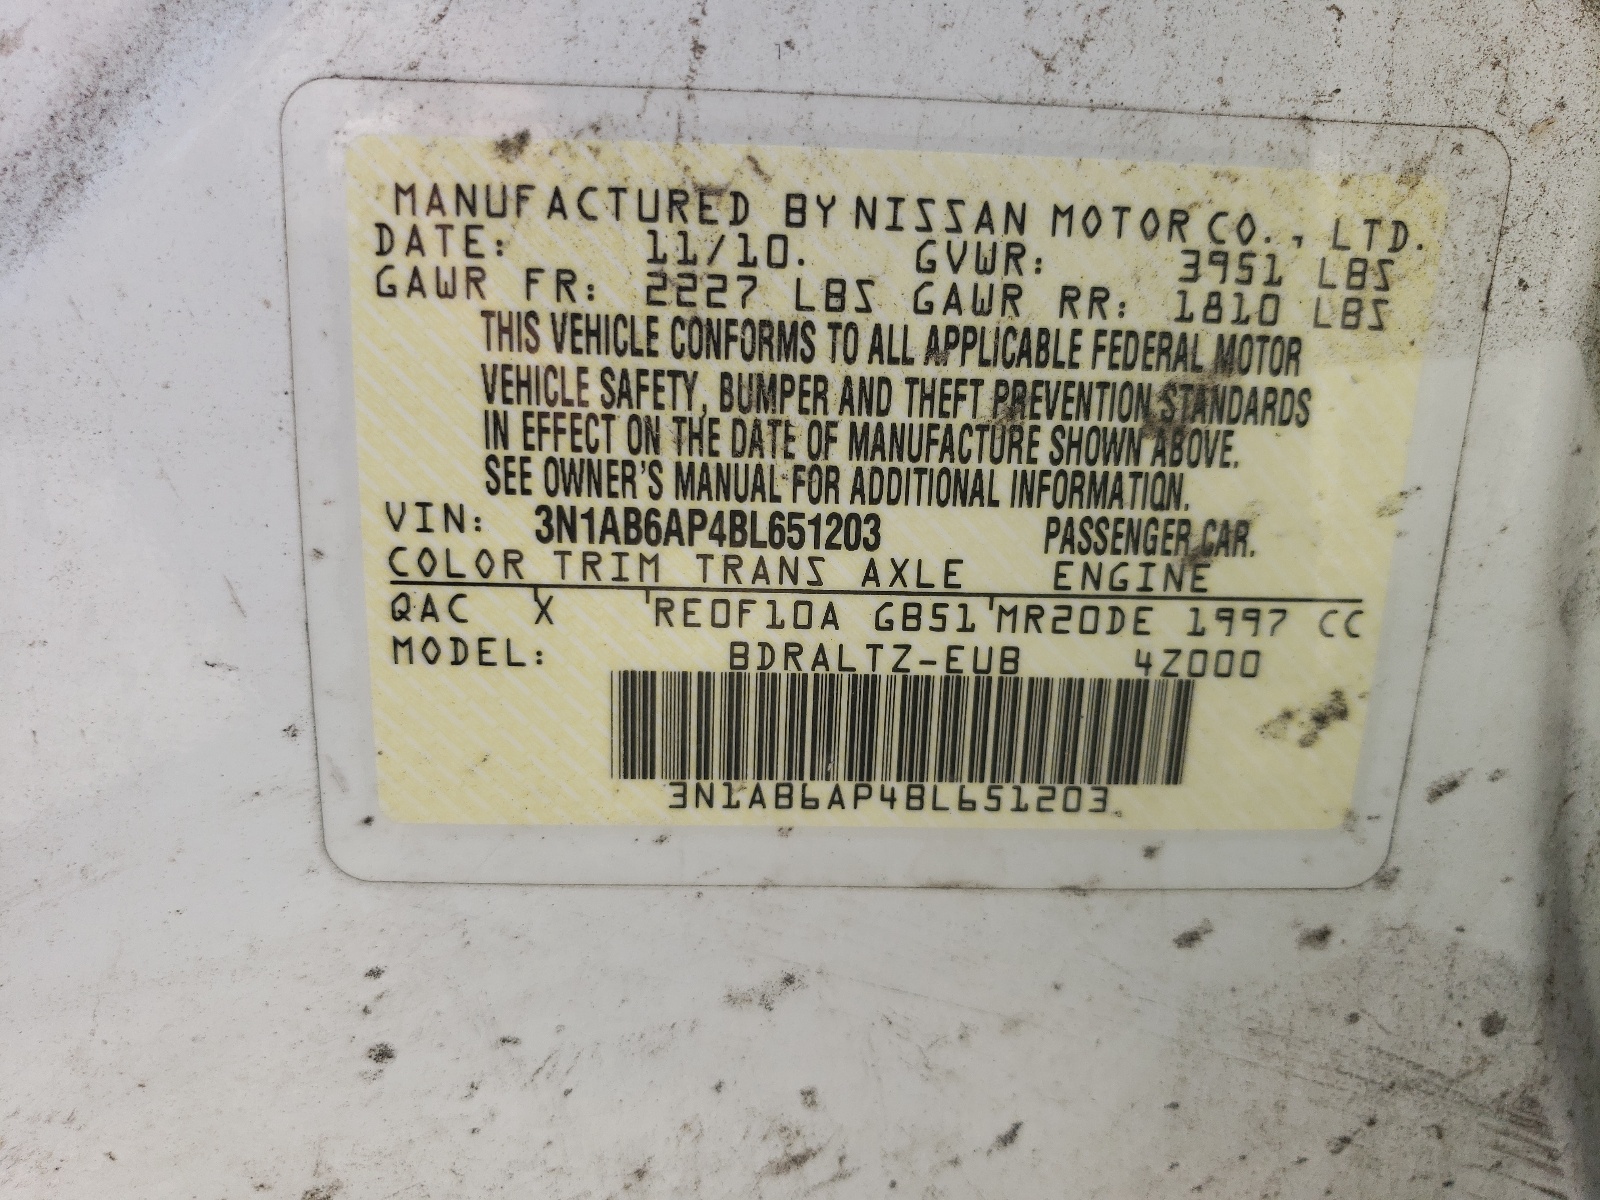 MANUFACTURED BY NISSAN MOTOR CO., LTD.
DATE: 11/10. GVWR: 3951 LBS
GAWR FR: 2227 LBS GAWR RR: 1810 LBS
THIS VEHICLE CONFORMS TO ALL APPLICABLE FEDERAL MOTOR
VEHICLE SAFETY, BUMPER AND THEFT PREVENTION STANDARDS
IN EFFECT ON THE DATE OF MANUFACTURE SHOWN ABOVE.
SEE OWNER'S MANUAL FOR ADDITIONAL INFORMATION.
VIN: 3N1AB6AP4BL651203 PASSENGER CAR.
COLOR TRIM TRANS AXLE ENGINE
QAC X RE0F10A GB51 MR20DE 1997 CC
MODEL: BDRALTZ-EUB 4Z000
3N1AB6AP4BL651203